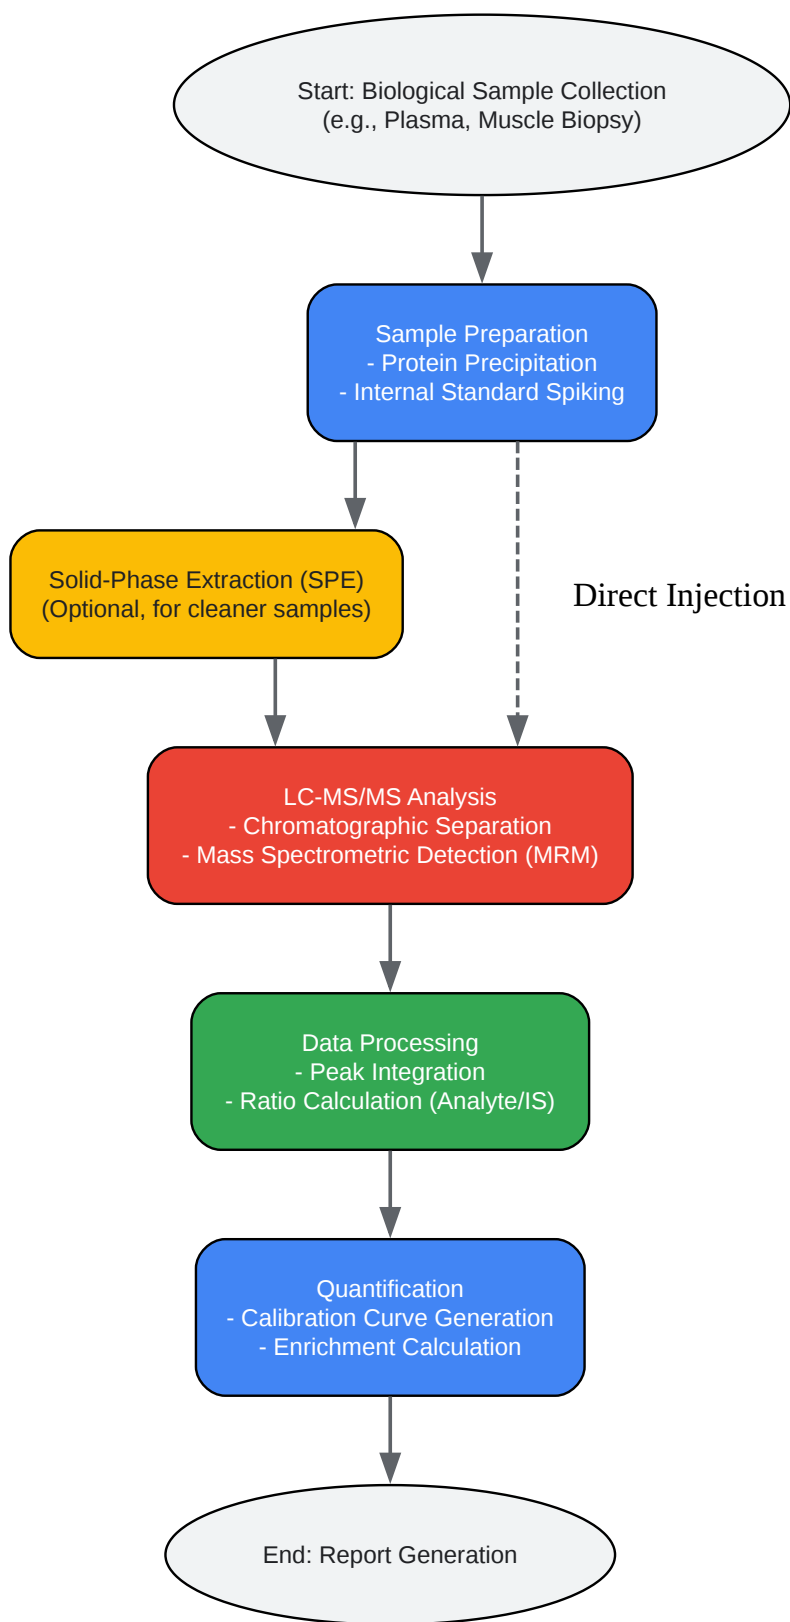 Start: Biological Sample Collection
(e.g., Plasma, Muscle Biopsy)
Sample Preparation
- Protein Precipitation
- Internal Standard Spiking
Solid-Phase Extraction (SPE)
(Optional, for cleaner samples)
Direct Injection
LC-MS/MS Analysis
- Chromatographic Separation
- Mass Spectrometric Detection (MRM)
Data Processing
- Peak Integration
- Ratio Calculation (Analyte/IS)
Quantification
- Calibration Curve Generation
- Enrichment Calculation
End: Report Generation